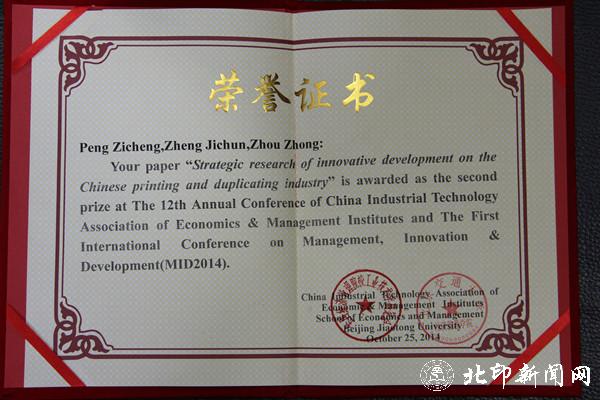 荣誉证书
Peng Zicheng,Zheng Jichun,Zhou Zhong:
Your paper “Strategic research of innovative development on the
Chinese printing and duplicating industry” is awarded as the second
prize at The 12th Annual Conference of China Industrial Technology
Association of Economics & Management Institutes and The First
International Conference on Management, Innovation &
Development(MID2014).
China Industrial Technology Association of
Economics & Management Institutes
School of Economics and Management
Beijing Jiaotong University
October 25, 2014
北印新闻网